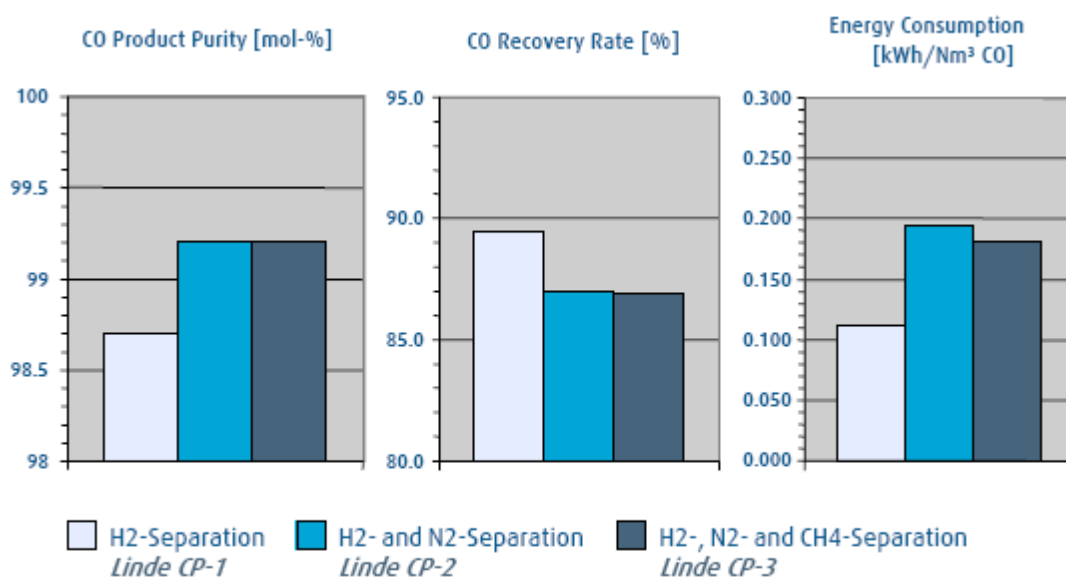 CO Product Purity [mol-%]
100
99.5
99
98.5
98
CO Recovery Rate [%]
95.0
90.0
85.0
80.0
Energy Consumption
[kWh/Nm³ CO]
0.300
0.250
0.200
0.150
0.100
0.050
0.000
H2-Separation
Linde CP-1
H2- and N2-Separation
Linde CP-2
H2-, N2- and CH4-Separation
Linde CP-3